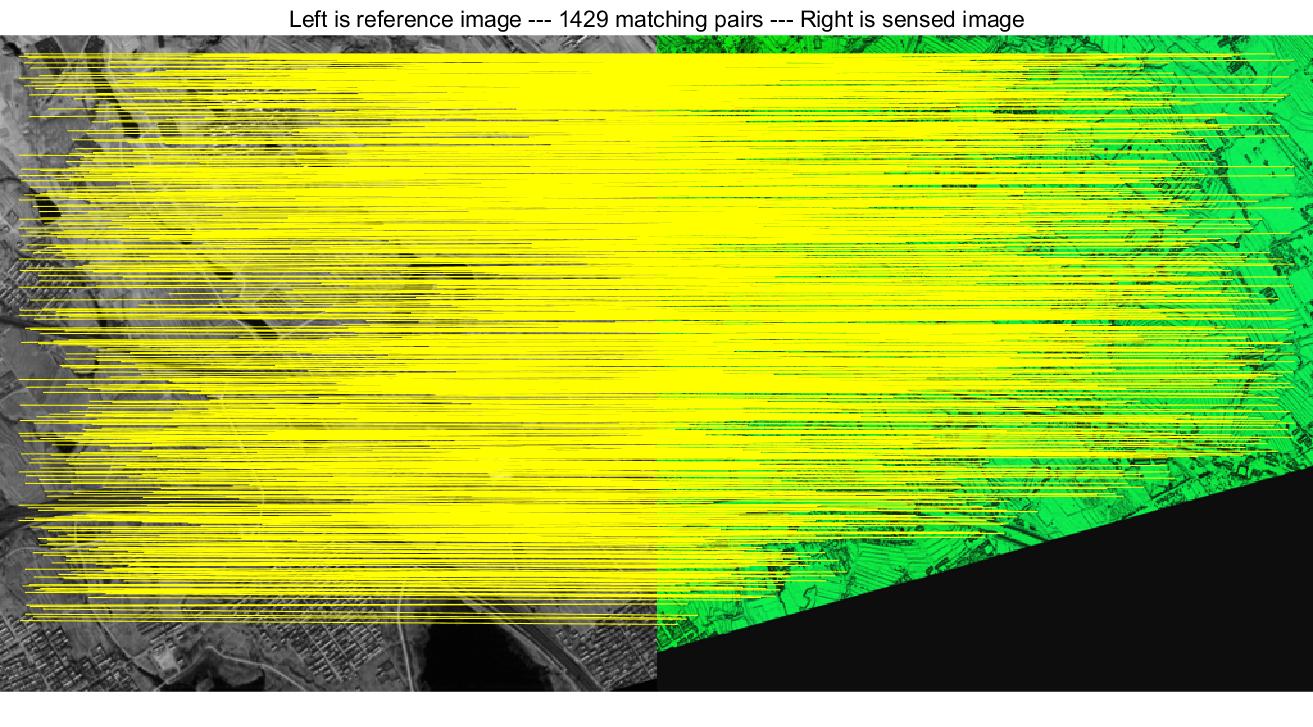 Left is reference image --- 1429 matching pairs --- Right is sensed image